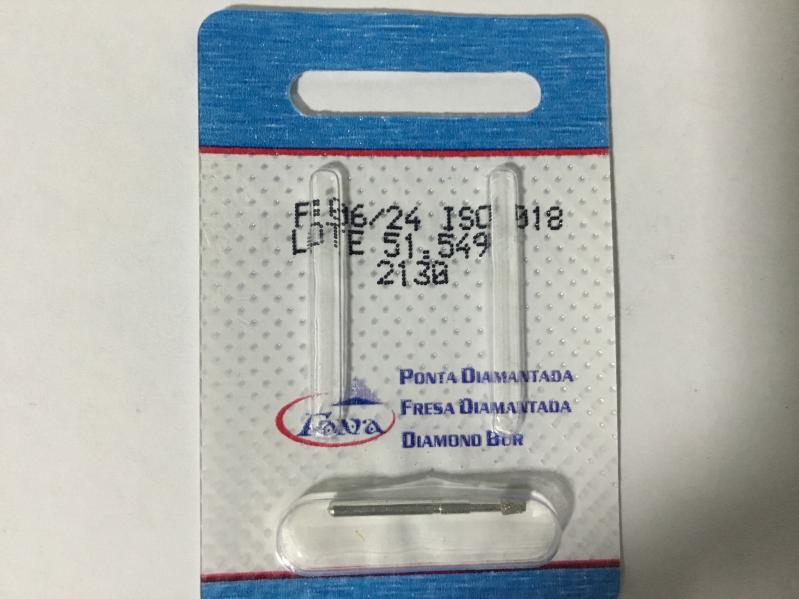 F:06/24 ISO 018
LOTE 51.549
2130
PONTA DIAMANTADA
FRESA DIAMANTADA
DIAMOND BUR
Fava